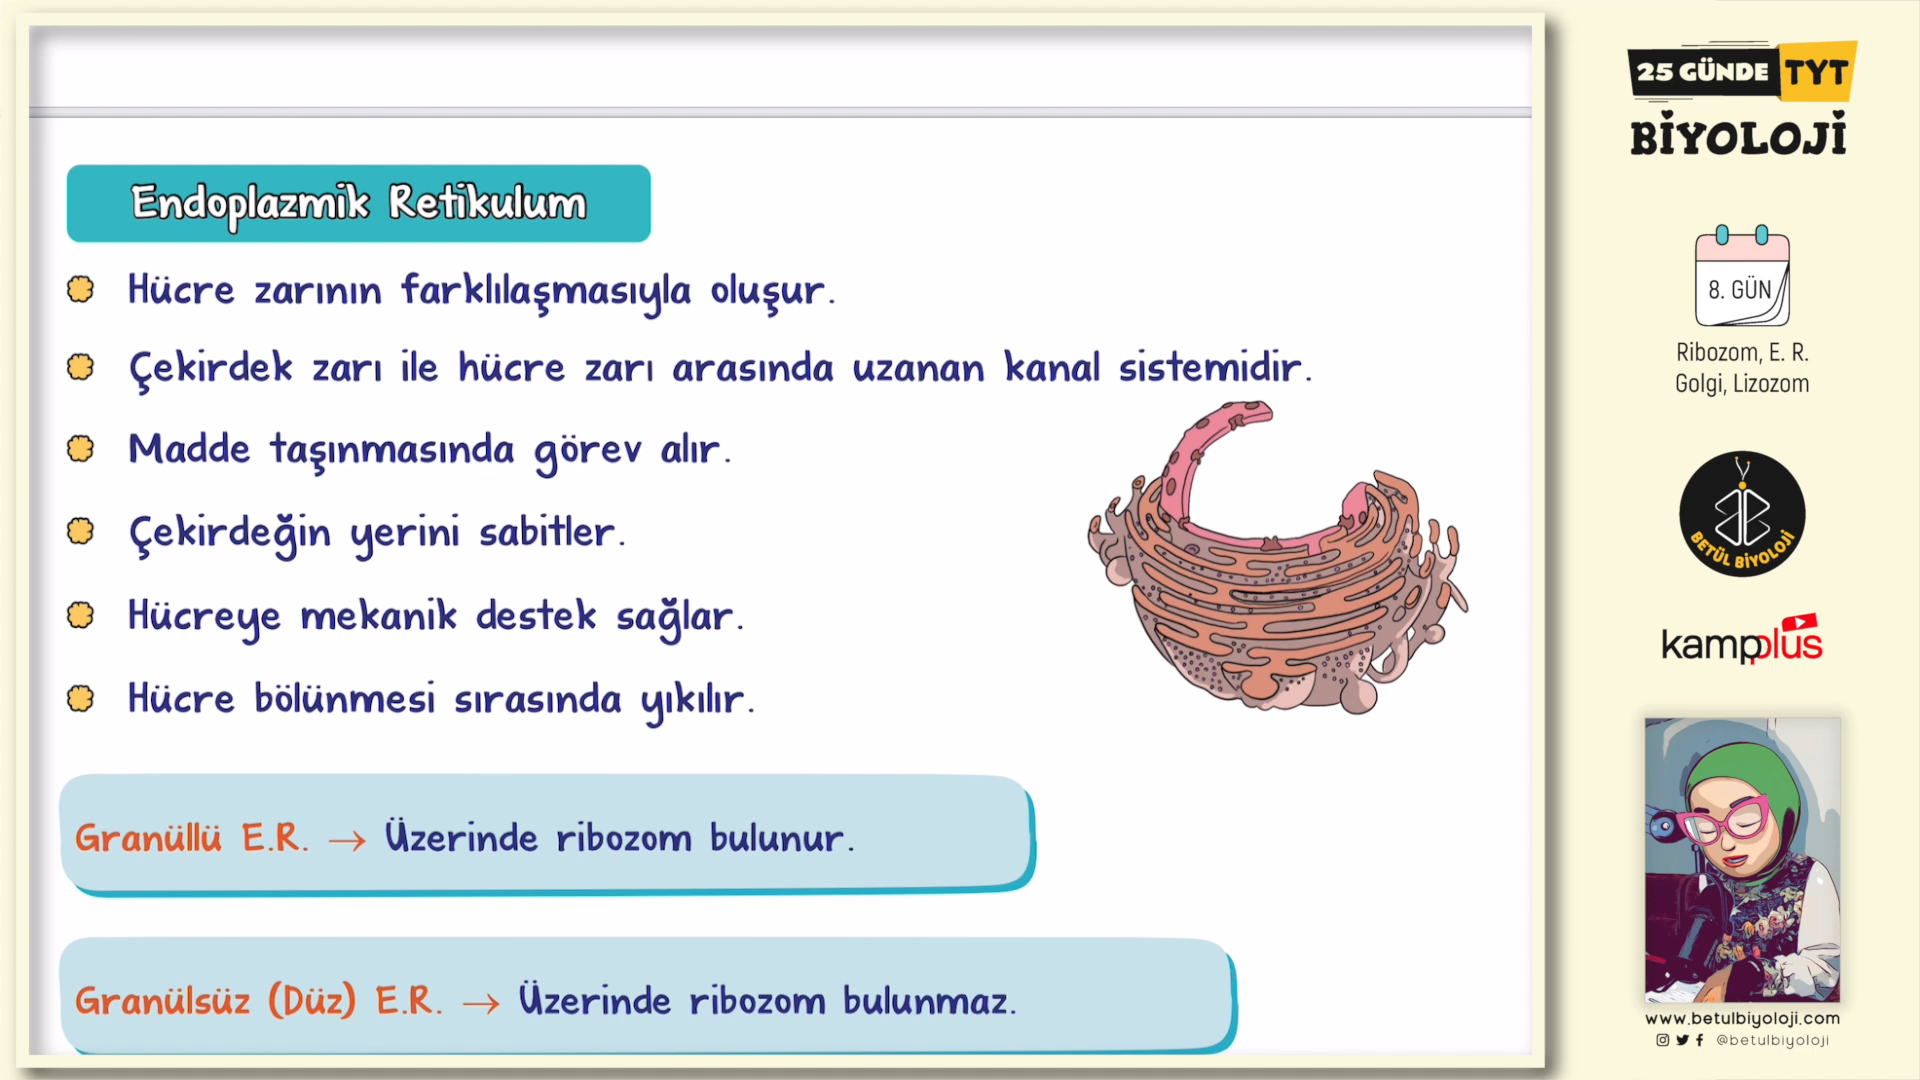 Endoplazmik Retikulum
Hücre zarının farklılaşmasıyla oluşur.
Çekirdek zarı ile hücre zarı arasında uzanan kanal sistemidir.
Madde taşınmasında görev alır.
Çekirdeğin yerini sabitler.
Hücreye mekanik destek sağlar.
Hücre bölünmesi sırasında yıkılır.
Granüllü E.R. → Üzerinde ribozom bulunur.
Granülsüz (Düz) E.R. → Üzerinde ribozom bulunmaz.
25 GÜNDE TYT
BİYOLOJİ
8. GÜN
Ribozom, E. R.
Golgi, Lizozom
BETÜL BİYOLOJİ
kampplus
www.betulbiyoloji.com
@betulbiyoloji